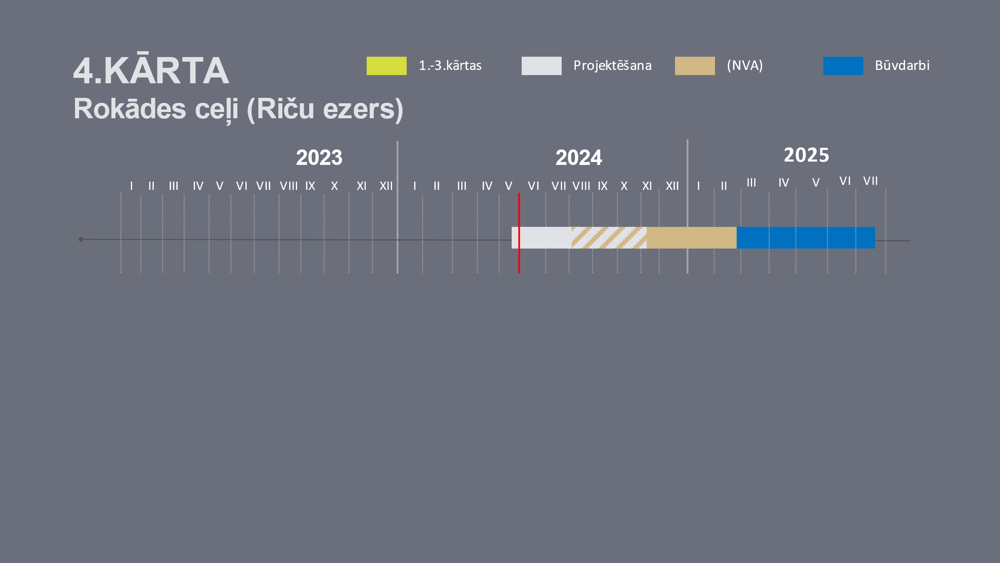 4.KĀRTA
1.-3.kārtas
Projektēšana
(NVA)
Būvdarbi
Rokādes ceļi (Riču ezers)
2023
2024
2025
I II III IV V VI VII VIII IX X XI XII I II III IV V VI VII VIII IX X XI XII I II III IV V VI VII